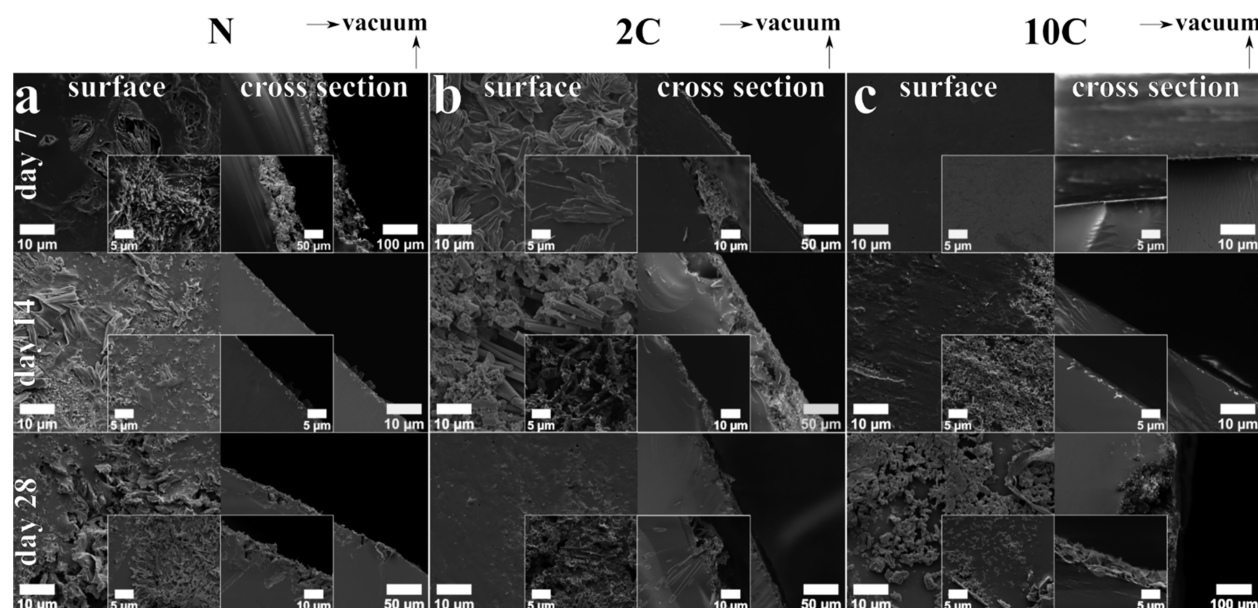 N → vacuum ↑ 2C → vacuum ↑ 10C → vacuum ↑
a surface cross section b surface cross section c surface cross section
day 7
10 µm 5 µm 50 µm 100 µm 10 µm 5 µm 10 µm 50 µm 10 µm 5 µm 5 µm 10 µm
day 14
10 µm 5 µm 5 µm 10 µm 10 µm 5 µm 10 µm 50 µm 10 µm 5 µm 5 µm 10 µm
day 28
10 µm 5 µm 10 µm 50 µm 10 µm 5 µm 10 µm 50 µm 10 µm 5 µm 5 µm 100 µm